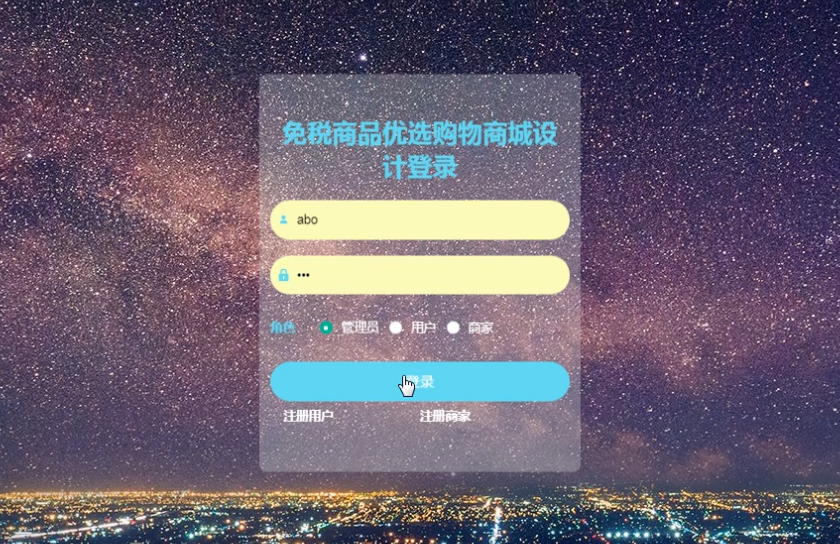 免税商品优选购物商城设
计登录
abo
•••
角色 管理员 用户 商家
登录
注册用户 注册商家